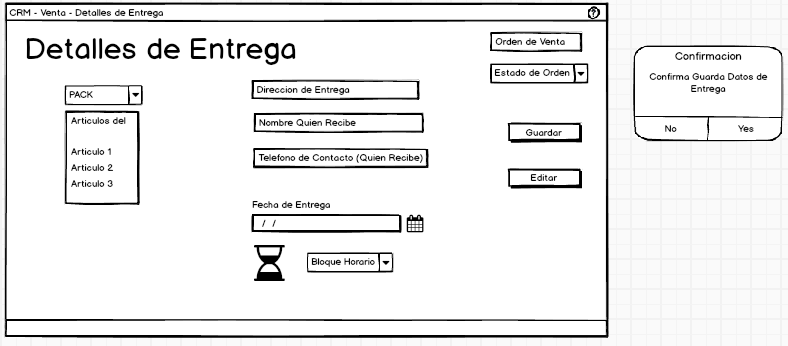 CRM - Venta - Detalles de Entrega
Detalles de Entrega
Orden de Venta
Estado de Orden
PACK
Articulos del
Articulo 1
Articulo 2
Articulo 3
Direccion de Entrega
Nombre Quien Recibe
Telefono de Contacto (Quien Recibe)
Fecha de Entrega
/ /
Bloque Horario
Guardar
Editar
Confirmacion
Confirma Guarda Datos de
Entrega
No
Yes